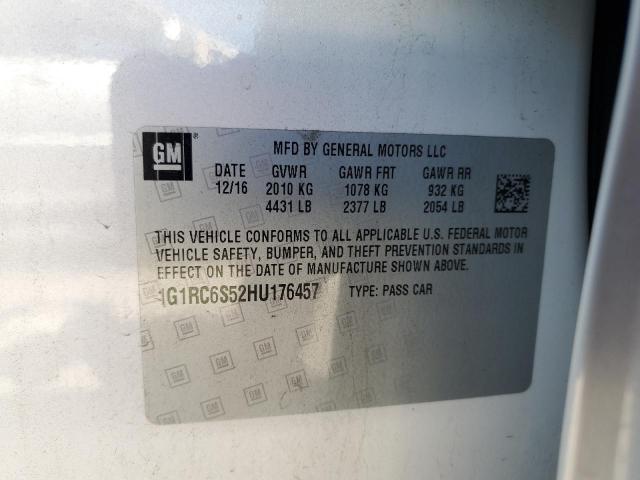 GM ®
MFD BY GENERAL MOTORS LLC
DATE GVWR GAWR FRT GAWR RR
12/16 2010 KG 1078 KG 932 KG
4431 LB 2377 LB 2054 LB
THIS VEHICLE CONFORMS TO ALL APPLICABLE U.S. FEDERAL MOTOR
VEHICLE SAFETY, BUMPER, AND THEFT PREVENTION STANDARDS IN
EFFECT ON THE DATE OF MANUFACTURE SHOWN ABOVE.
1G1RC6S52HU176457 TYPE: PASS CAR